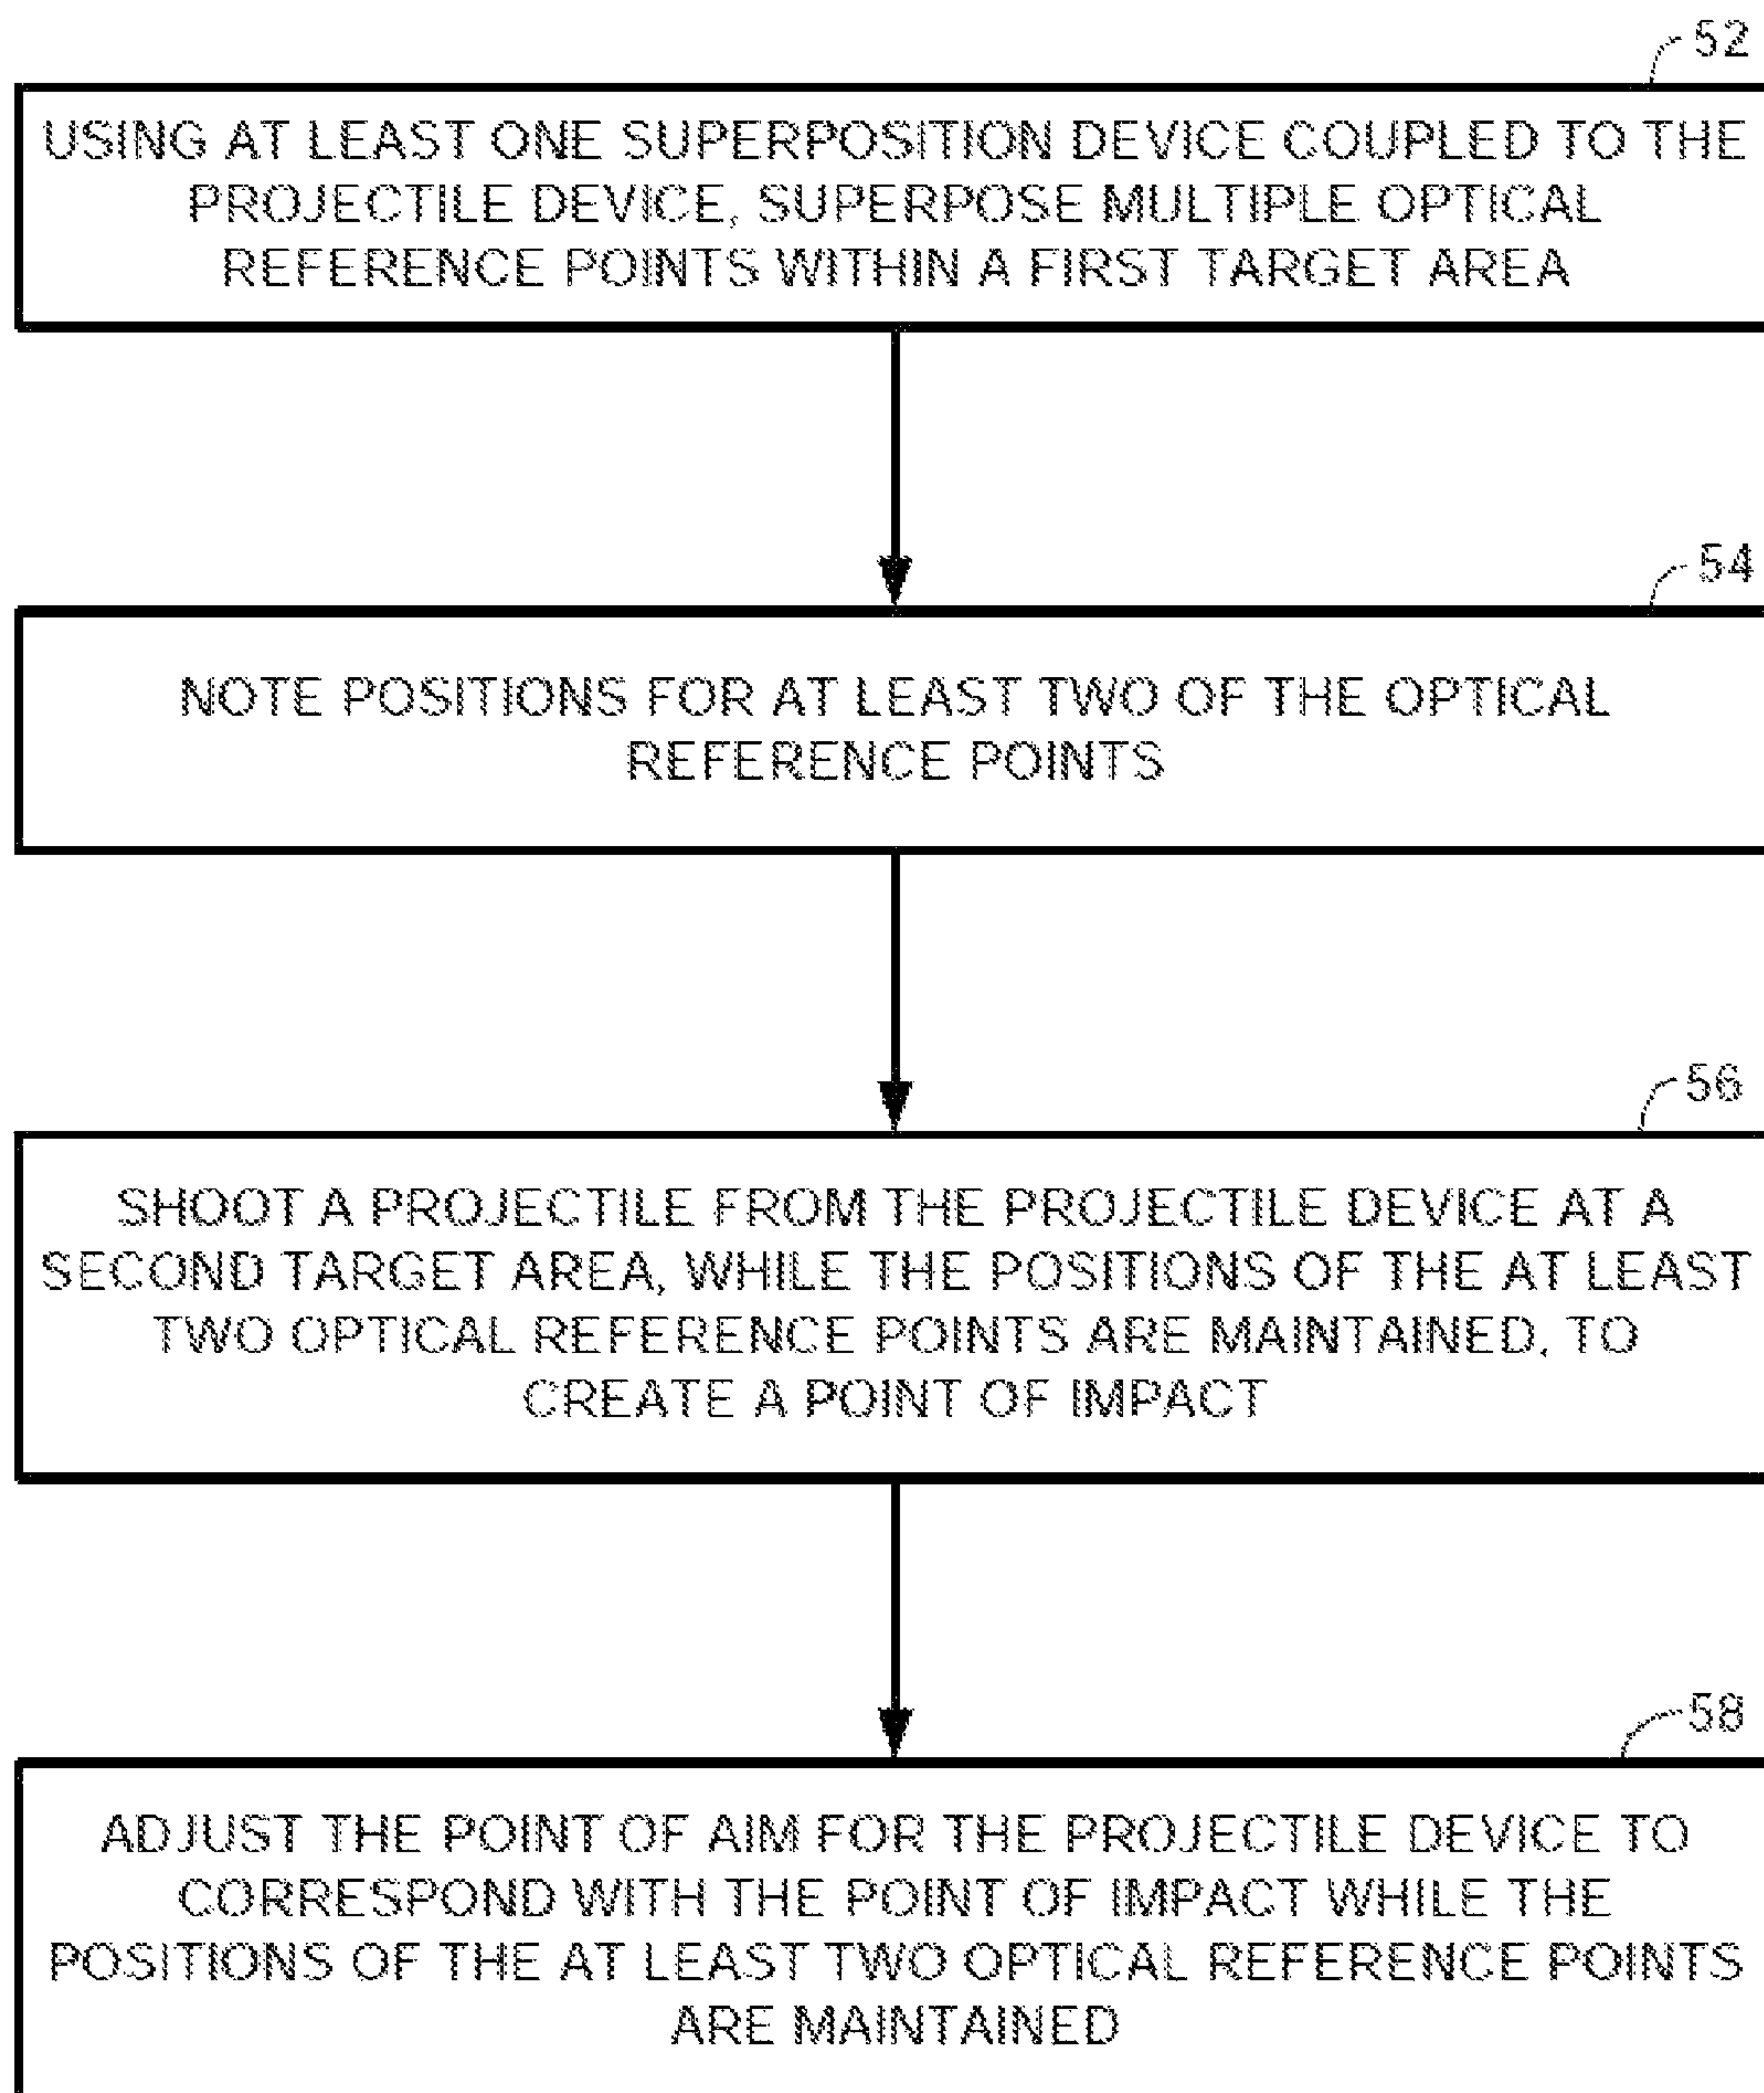 52
USING AT LEAST ONE SUPERPOSITION DEVICE COUPLED TO THE
PROJECTILE DEVICE, SUPERPOSE MULTIPLE OPTICAL
REFERENCE POINTS WITHIN A FIRST TARGET AREA
54
NOTE POSITIONS FOR AT LEAST TWO OF THE OPTICAL
REFERENCE POINTS
56
SHOOT A PROJECTILE FROM THE PROJECTILE DEVICE AT A
SECOND TARGET AREA, WHILE THE POSITIONS OF THE AT LEAST
TWO OPTICAL REFERENCE POINTS ARE MAINTAINED, TO
CREATE A POINT OF IMPACT
58
ADJUST THE POINT OF AIM FOR THE PROJECTILE DEVICE TO
CORRESPOND WITH THE POINT OF IMPACT WHILE THE
POSITIONS OF THE AT LEAST TWO OPTICAL REFERENCE POINTS
ARE MAINTAINED